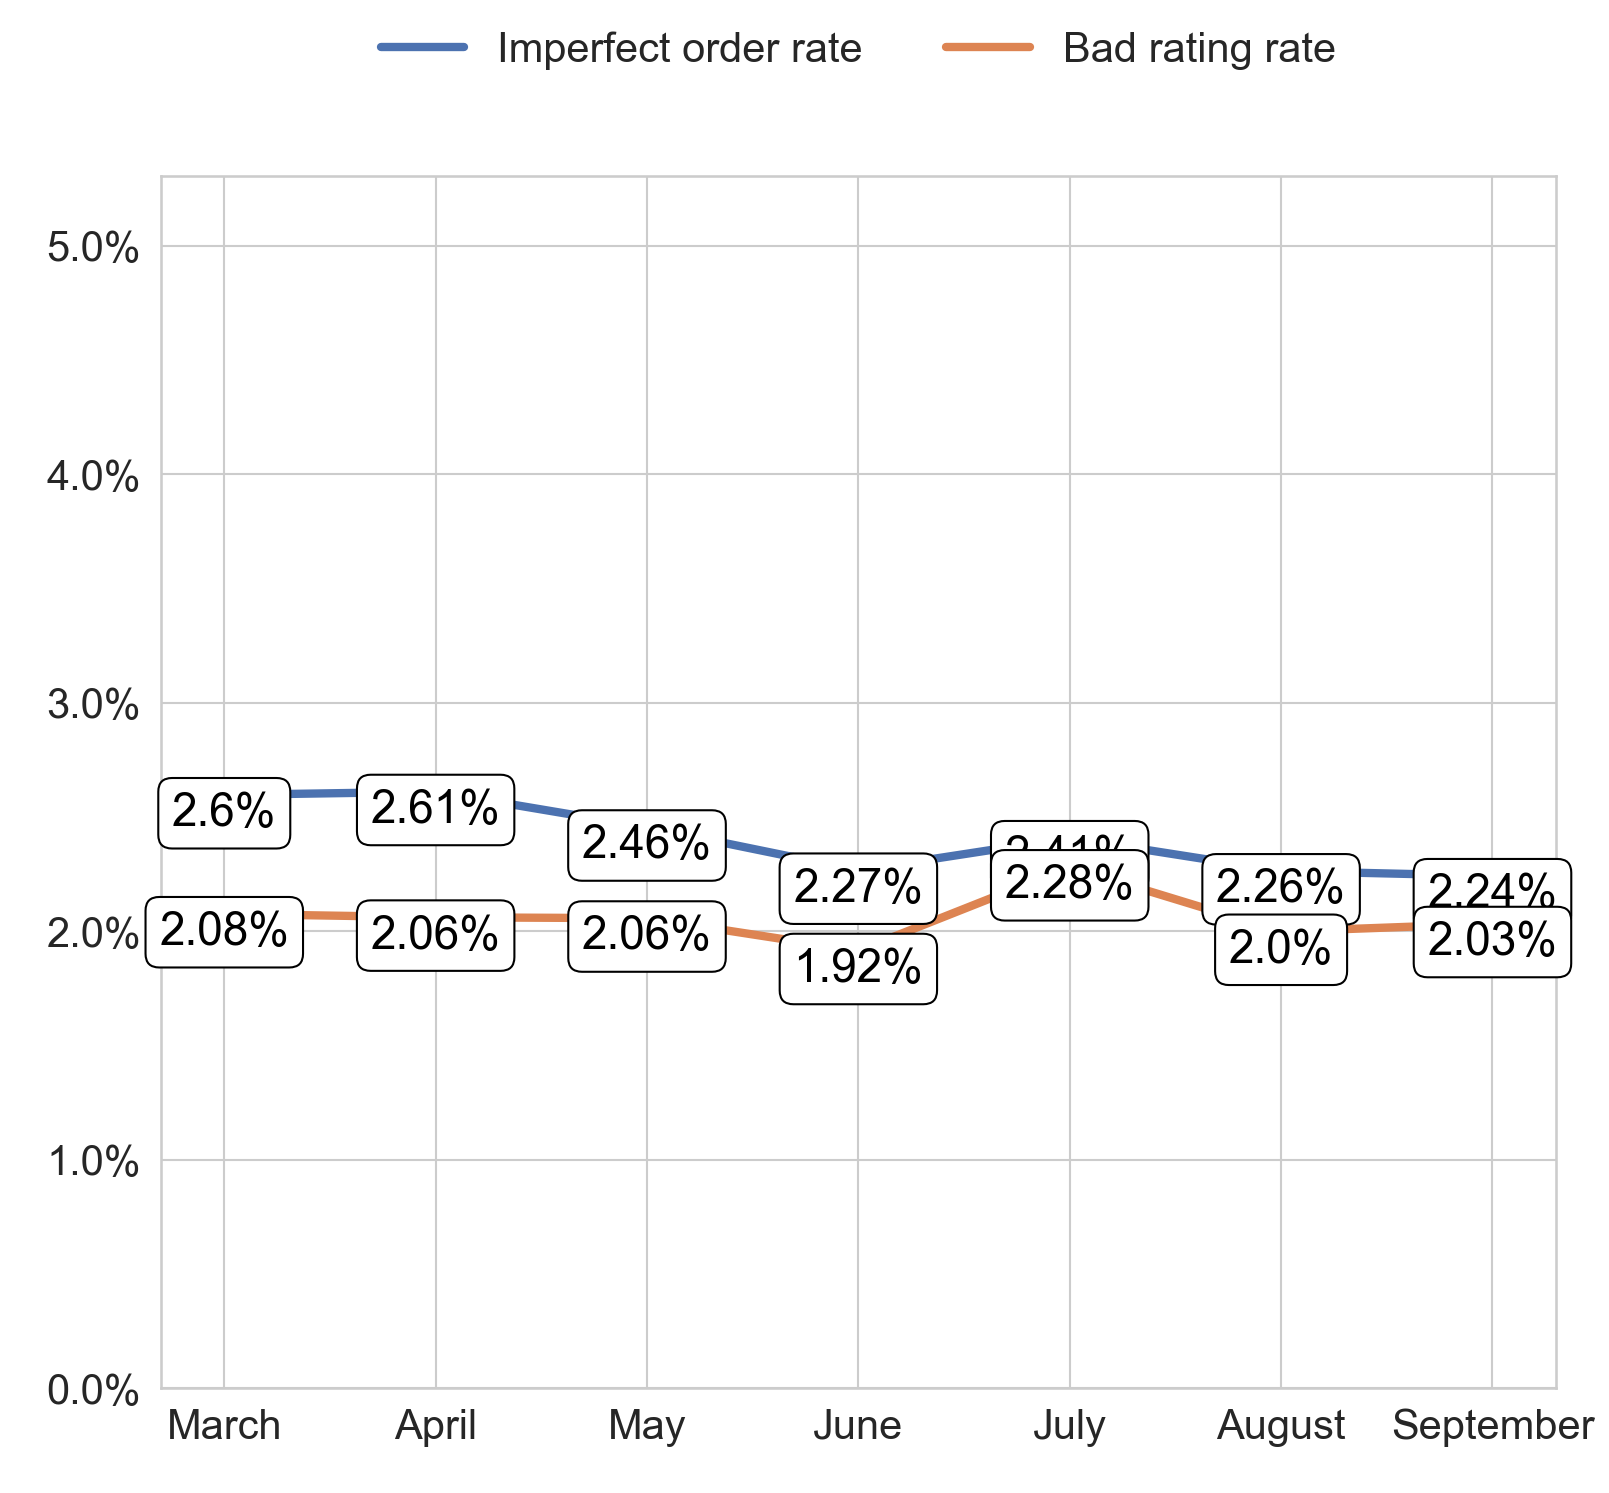 Imperfect order rate
Bad rating rate
5.0%
4.0%
3.0%
2.0%
1.0%
0.0%
2.6%
2.61%
2.46%
2.27%
2.41%
2.26%
2.24%
2.08%
2.06%
2.06%
1.92%
2.28%
2.0%
2.03%
March
April
May
June
July
August
September